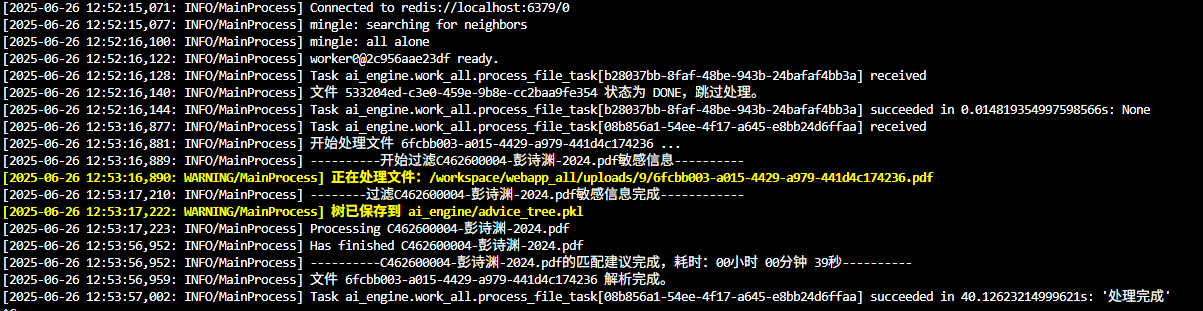 [2025-06-26 12:52:15,071: INFO/MainProcess] Connected to redis://localhost:6379/0
[2025-06-26 12:52:15,077: INFO/MainProcess] mingle: searching for neighbors
[2025-06-26 12:52:16,100: INFO/MainProcess] mingle: all alone
[2025-06-26 12:52:16,122: INFO/MainProcess] worker0@2c956aae23df ready.
[2025-06-26 12:52:16,128: INFO/MainProcess] Task ai_engine.work_all.process_file_task[b28037bb-8faf-48be-943b-24bafaf4bb3a] received
[2025-06-26 12:52:16,140: INFO/MainProcess] 文件 533204ed-c3e0-459e-9b8e-cc2baa9fe354 状态为 DONE，跳过处理。
[2025-06-26 12:52:16,144: INFO/MainProcess] Task ai_engine.work_all.process_file_task[b28037bb-8faf-48be-943b-24bafaf4bb3a] succeeded in 0.014819354997598566s: None
[2025-06-26 12:53:16,877: INFO/MainProcess] Task ai_engine.work_all.process_file_task[08b856a1-54ee-4f17-a645-e8bb24d6ffaa] received
[2025-06-26 12:53:16,881: INFO/MainProcess] 开始处理文件 6fcbb003-a015-4429-a979-441d4c174236 ...
[2025-06-26 12:53:16,889: INFO/MainProcess] ----------开始过滤C462600004-彭诗渊-2024.pdf敏感信息----------
[2025-06-26 12:53:16,890: WARNING/MainProcess] 正在处理文件：/workspace/webapp_all/uploads/9/6fcbb003-a015-4429-a979-441d4c174236.pdf
[2025-06-26 12:53:17,210: INFO/MainProcess] --------过滤C462600004-彭诗渊-2024.pdf敏感信息完成------------
[2025-06-26 12:53:17,222: WARNING/MainProcess] 树已保存到 ai_engine/advice_tree.pkl
[2025-06-26 12:53:17,223: INFO/MainProcess] Processing C462600004-彭诗渊-2024.pdf
[2025-06-26 12:53:56,952: INFO/MainProcess] Has finished C462600004-彭诗渊-2024.pdf
[2025-06-26 12:53:56,952: INFO/MainProcess] ----------C462600004-彭诗渊-2024.pdf的匹配建议完成，耗时：00小时 00分钟 39秒----------
[2025-06-26 12:53:56,959: INFO/MainProcess] 文件 6fcbb003-a015-4429-a979-441d4c174236 解析完成。
[2025-06-26 12:53:57,002: INFO/MainProcess] Task ai_engine.work_all.process_file_task[08b856a1-54ee-4f17-a645-e8bb24d6ffaa] succeeded in 40.12623214999621s: '处理完成'